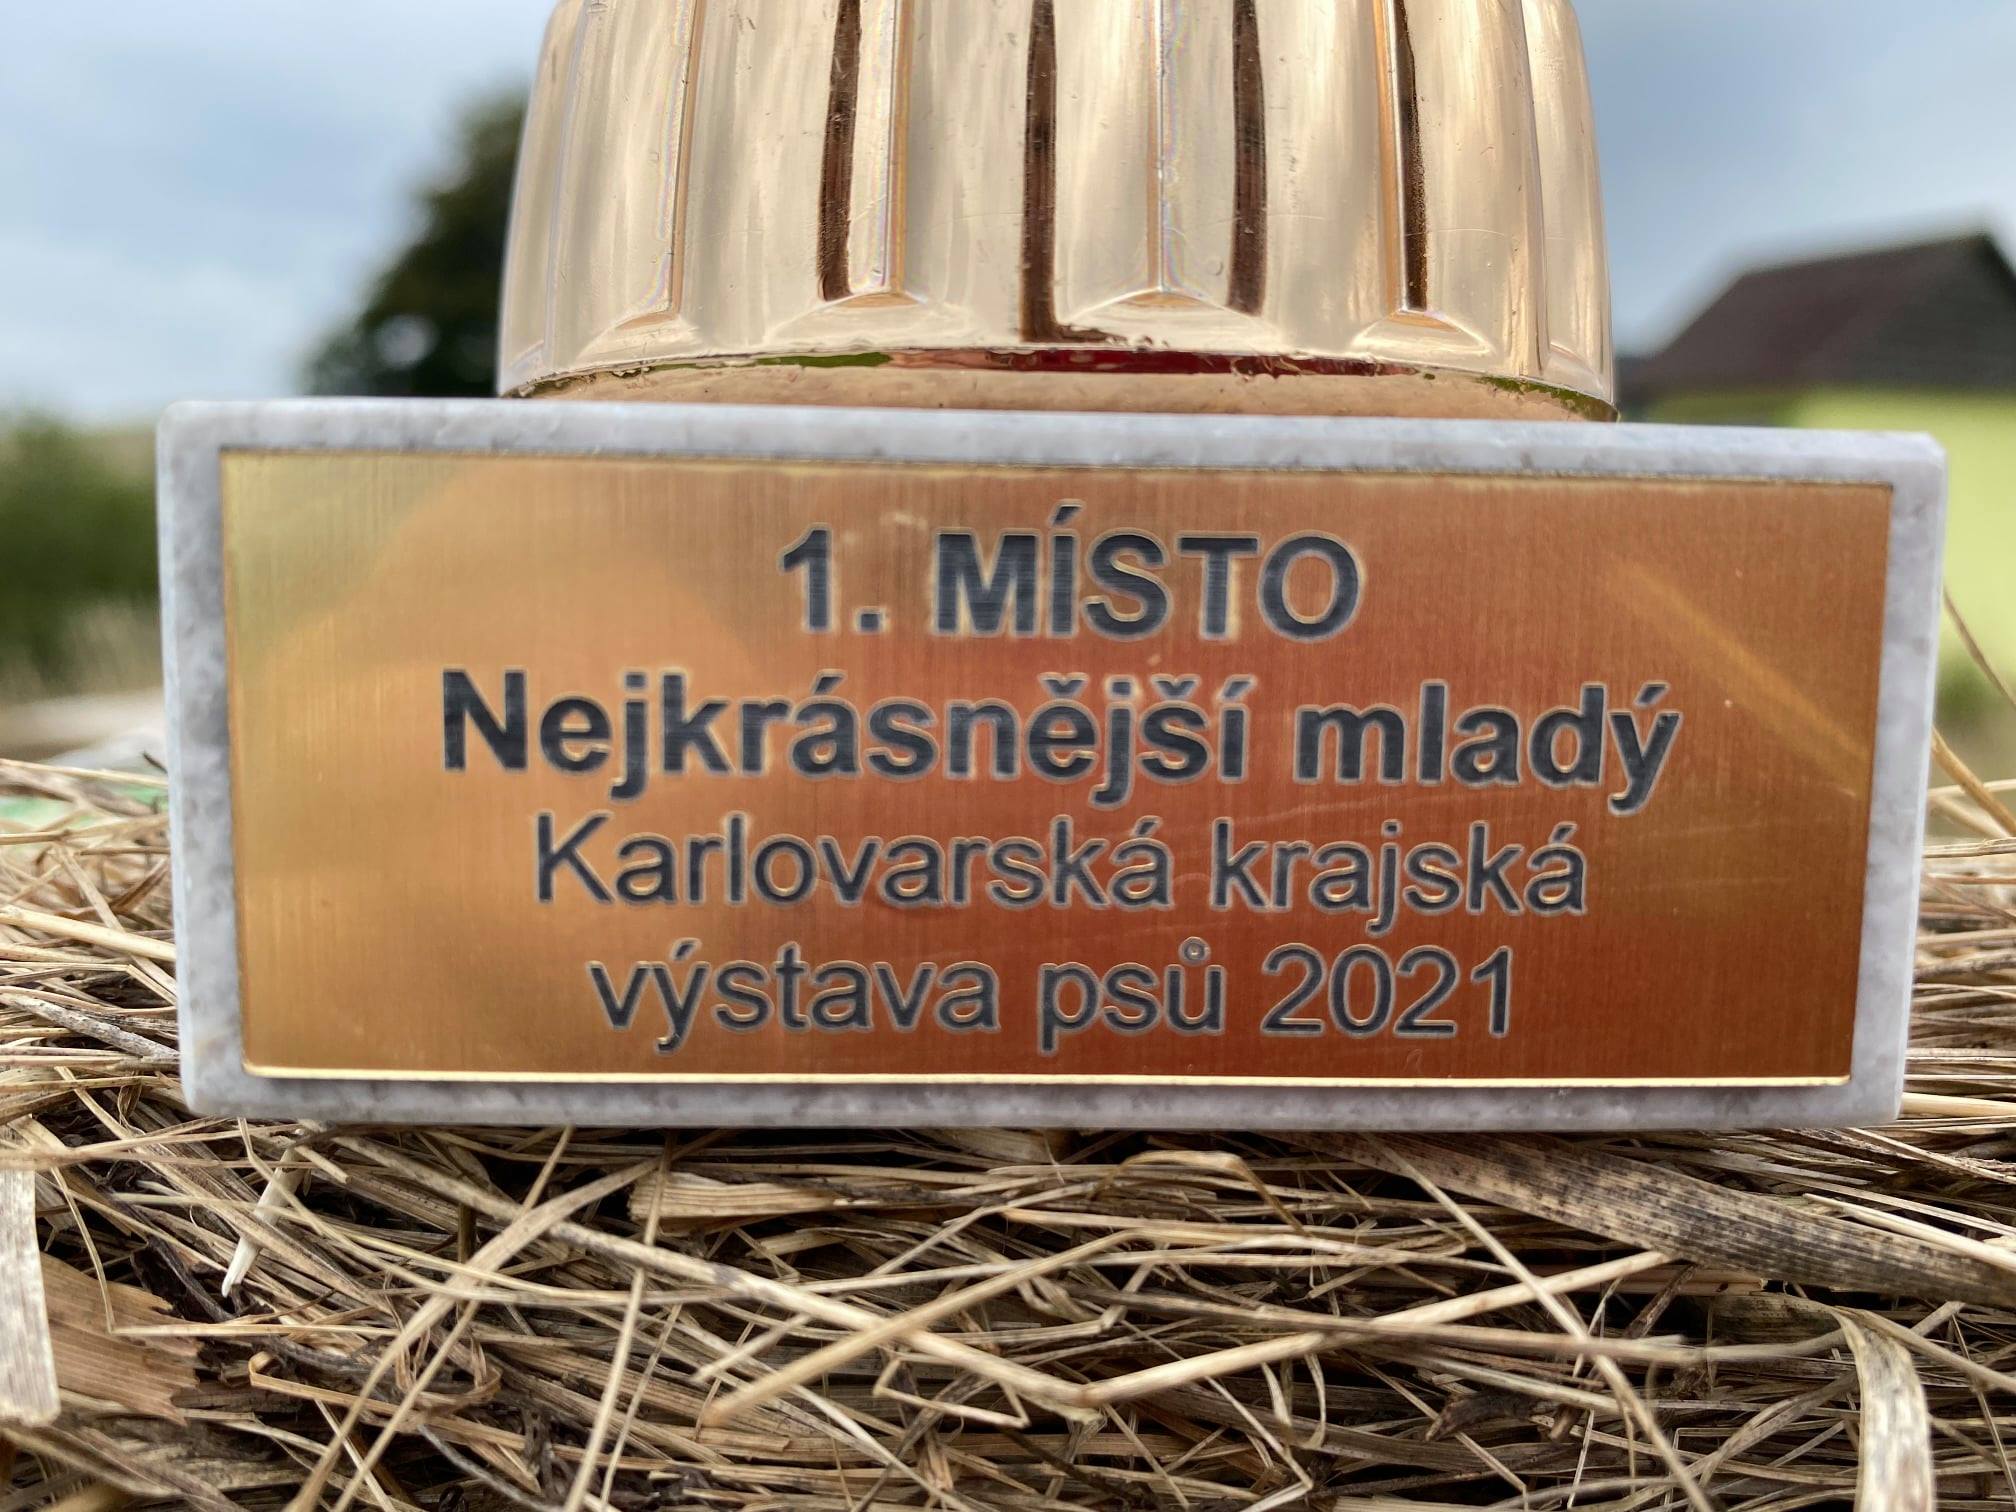 1. MÍSTO
Nejkrásnější mladý
Karlovarská krajská
výstava psů 2021